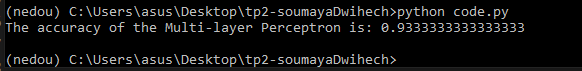 (nedou) C:\Users\asus\Desktop\tp2-soumayaDwihech>python code.py
The accuracy of the Multi-layer Perceptron is: 0.9333333333333333
(nedou) C:\Users\asus\Desktop\tp2-soumayaDwihech>